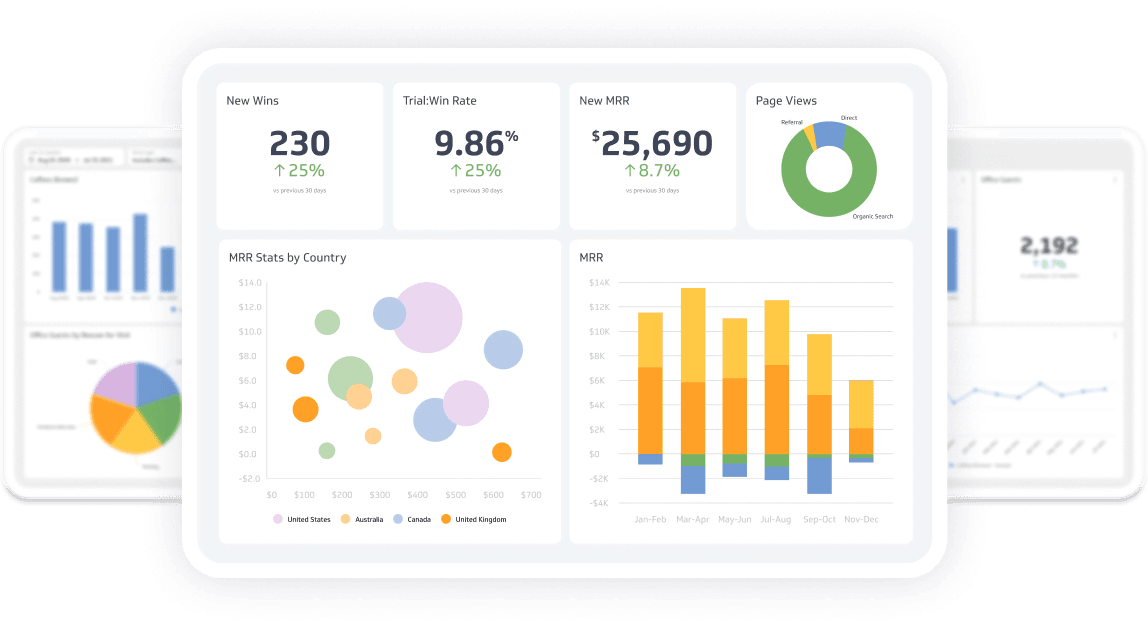 New Wins
230
↑25%
vs previous 30 days
Trial:Win Rate
9.86%
↑25%
vs previous 30 days
New MRR
$25,690
↑8.7%
vs previous 30 days
Page Views
Referral
Direct
Organic Search
MRR Stats by Country
$14.0
$12.0
$10.0
$8.0
$6.0
$4.0
$2.0
$0.0
-$2.0
$0 $100 $200 $300 $400 $500 $600 $700
United States Australia Canada United Kingdom
MRR
$14K
$12K
$10K
$8K
$6K
$4K
$2K
$0
-$2K
-$4K
Jan-Feb Mar-Apr May-Jun Jul-Aug Sep-Oct Nov-Dec
2,192